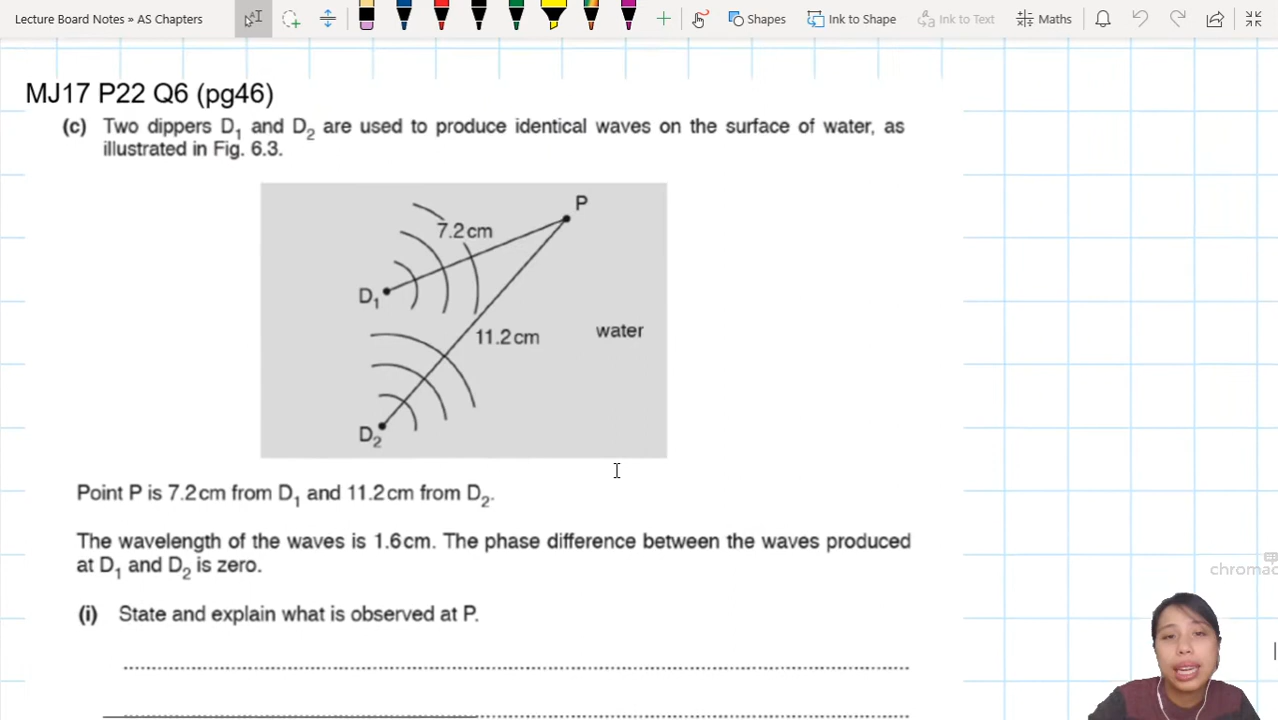 Lecture Board Notes » AS Chapters
Shapes
Ink to Shape
Ink to Text
Maths
MJ17 P22 Q6 (pg46)
(c) Two dippers D₁ and D₂ are used to produce identical waves on the surface of water, as
illustrated in Fig. 6.3.
P
7.2 cm
D₁
11.2 cm
water
D₂
Point P is 7.2 cm from D₁ and 11.2 cm from D₂.
The wavelength of the waves is 1.6 cm. The phase difference between the waves produced
at D₁ and D₂ is zero.
chromac
(i) State and explain what is observed at P.